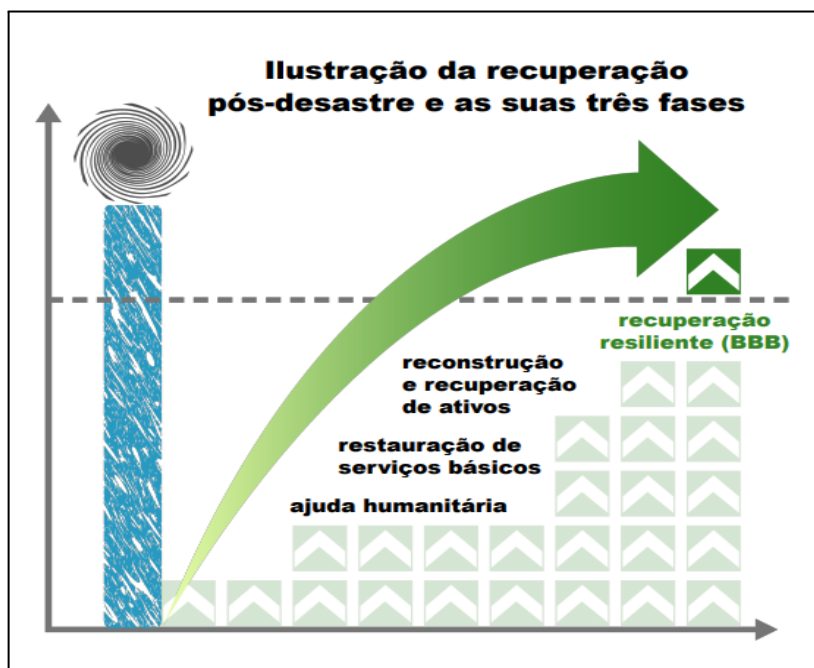 Ilustração da recuperação
pós-desastre e as suas três fases
recuperação
resiliente (BBB)
reconstrução
e recuperação
de ativos
restauração de
serviços básicos
ajuda humanitária